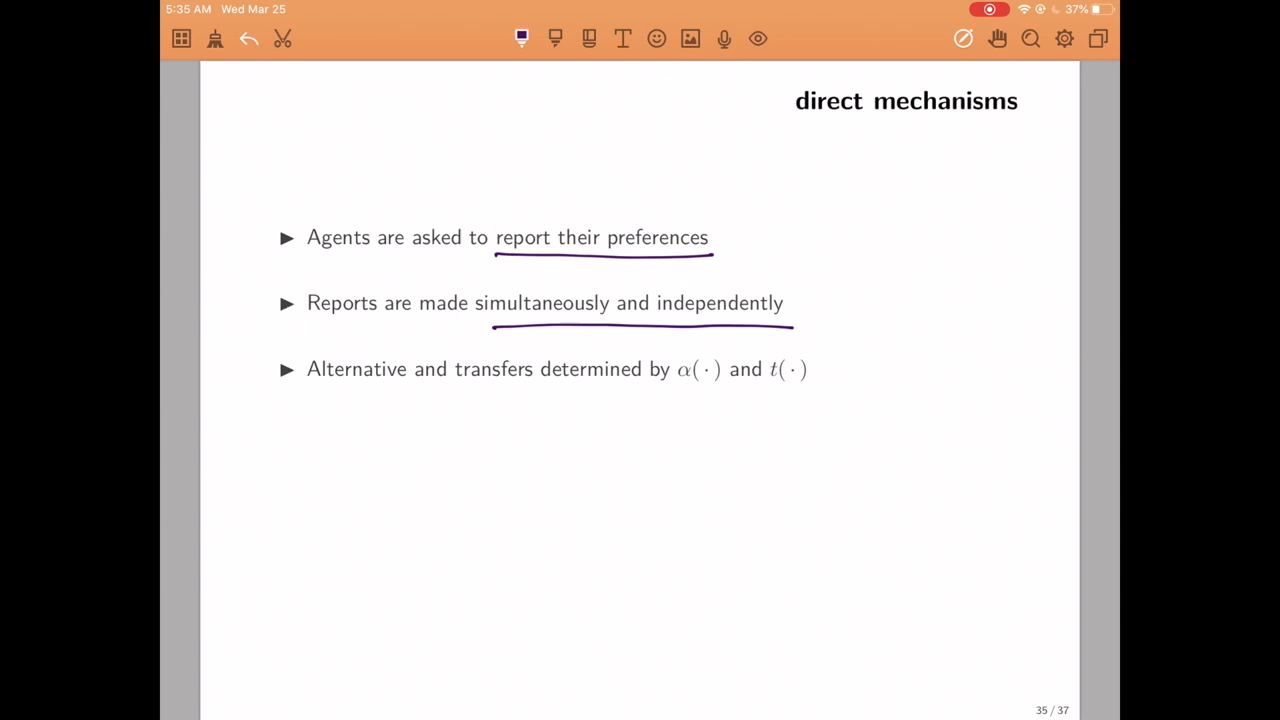 5:35 AM Wed Mar 25
37%
direct mechanisms
▶ Agents are asked to report their preferences
▶ Reports are made simultaneously and independently
▶ Alternative and transfers determined by α( · ) and t( · )
35 / 37